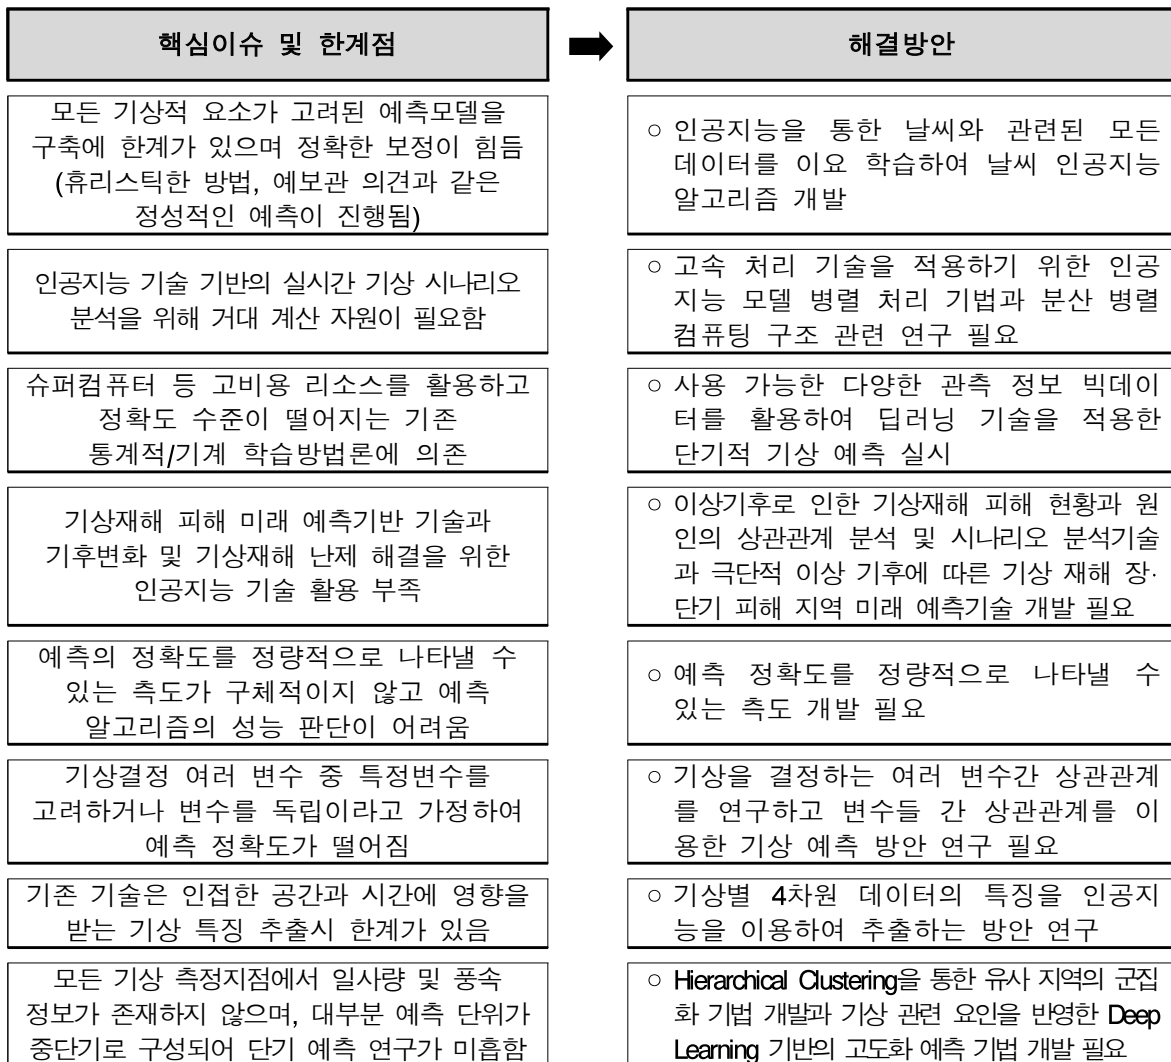 핵심이슈 및 한계점
해결방안
모든 기상적 요소가 고려된 예측모델을
구축에 한계가 있으며 정확한 보정이 힘듬
(휴리스틱한 방법, 예보관 의견과 같은
정성적인 예측이 진행됨)
○ 인공지능을 통한 날씨와 관련된 모든
데이터를 이요 학습하여 날씨 인공지능
알고리즘 개발
인공지능 기술 기반의 실시간 기상 시나리오
분석을 위해 거대 계산 자원이 필요함
○ 고속 처리 기술을 적용하기 위한 인공
지능 모델 병렬 처리 기법과 분산 병렬
컴퓨팅 구조 관련 연구 필요
슈퍼컴퓨터 등 고비용 리소스를 활용하고
정확도 수준이 떨어지는 기존
통계적/기계 학습방법론에 의존
○ 사용 가능한 다양한 관측 정보 빅데이
터를 활용하여 딥러닝 기술을 적용한
단기적 기상 예측 실시
기상재해 피해 미래 예측기반 기술과
기후변화 및 기상재해 난제 해결을 위한
인공지능 기술 활용 부족
○ 이상기후로 인한 기상재해 피해 현황과 원
인의 상관관계 분석 및 시나리오 분석기술
과 극단적 이상 기후에 따른 기상 재해 장·
단기 피해 지역 미래 예측기술 개발 필요
예측의 정확도를 정량적으로 나타낼 수
있는 측도가 구체적이지 않고 예측
알고리즘의 성능 판단이 어려움
○ 예측 정확도를 정량적으로 나타낼 수
있는 측도 개발 필요
기상결정 여러 변수 중 특정변수를
고려하거나 변수를 독립이라고 가정하여
예측 정확도가 떨어짐
○ 기상을 결정하는 여러 변수간 상관관계
를 연구하고 변수들 간 상관관계를 이
용한 기상 예측 방안 연구 필요
기존 기술은 인접한 공간과 시간에 영향을
받는 기상 특징 추출시 한계가 있음
○ 기상별 4차원 데이터의 특징을 인공지
능을 이용하여 추출하는 방안 연구
모든 기상 측정지점에서 일사량 및 풍속
정보가 존재하지 않으며, 대부분 예측 단위가
중단기로 구성되어 단기 예측 연구가 미흡함
○ Hierarchical Clustering을 통한 유사 지역의 군집
화 기법 개발과 기상 관련 요인을 반영한 Deep
Learning 기반의 고도화 예측 기법 개발 필요